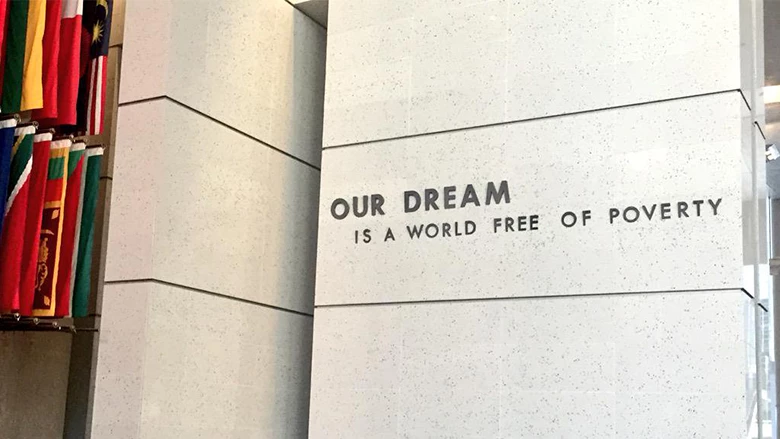 OUR DREAM
IS A WORLD FREE OF POVERTY